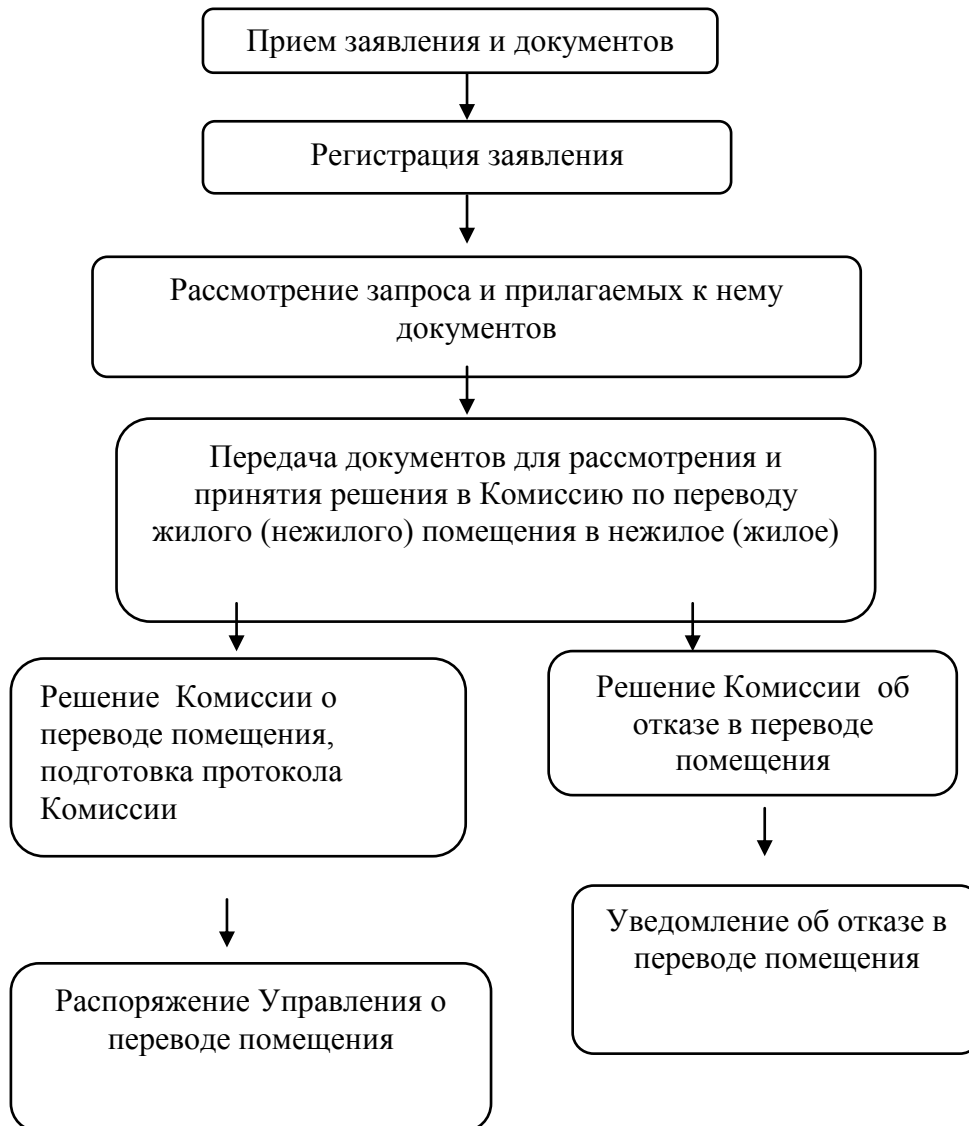 Прием заявления и документов
Регистрация заявления
Рассмотрение запроса и прилагаемых к нему
документов
Передача документов для рассмотрения и
принятия решения в Комиссию по переводу
жилого (нежилого) помещения в нежилое (жилое)
Решение Комиссии о
переводе помещения,
подготовка протокола
Комиссии
Решение Комиссии об
отказе в переводе
помещения
Распоряжение Управления о
переводе помещения
Уведомление об отказе в
переводе помещения